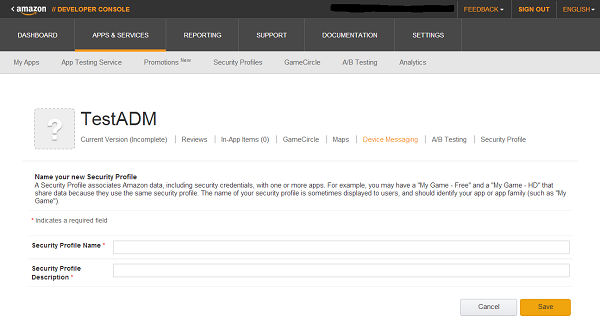 amazon // DEVELOPER CONSOLE FEEDBACK SIGN OUT ENGLISH
DASHBOARD APPS & SERVICES REPORTING SUPPORT DOCUMENTATION SETTINGS
My Apps App Testing Service Promotions New Security Profiles GameCircle A/B Testing Analytics
?
TestADM
Current Version (Incomplete) Reviews In-App Items (0) GameCircle Maps Device Messaging A/B Testing Security Profile
Name your new Security Profile
A Security Profile associates Amazon data, including security credentials, with one or more apps. For example, you may have a "My Game - Free" and a "My Game - HD" that
share data because they use the same security profile. The name of your security profile is sometimes displayed to users, and should identify your app or app family (such as "My
Game").
* Indicates a required field.
Security Profile Name *
Security Profile
Description *
Cancel Save